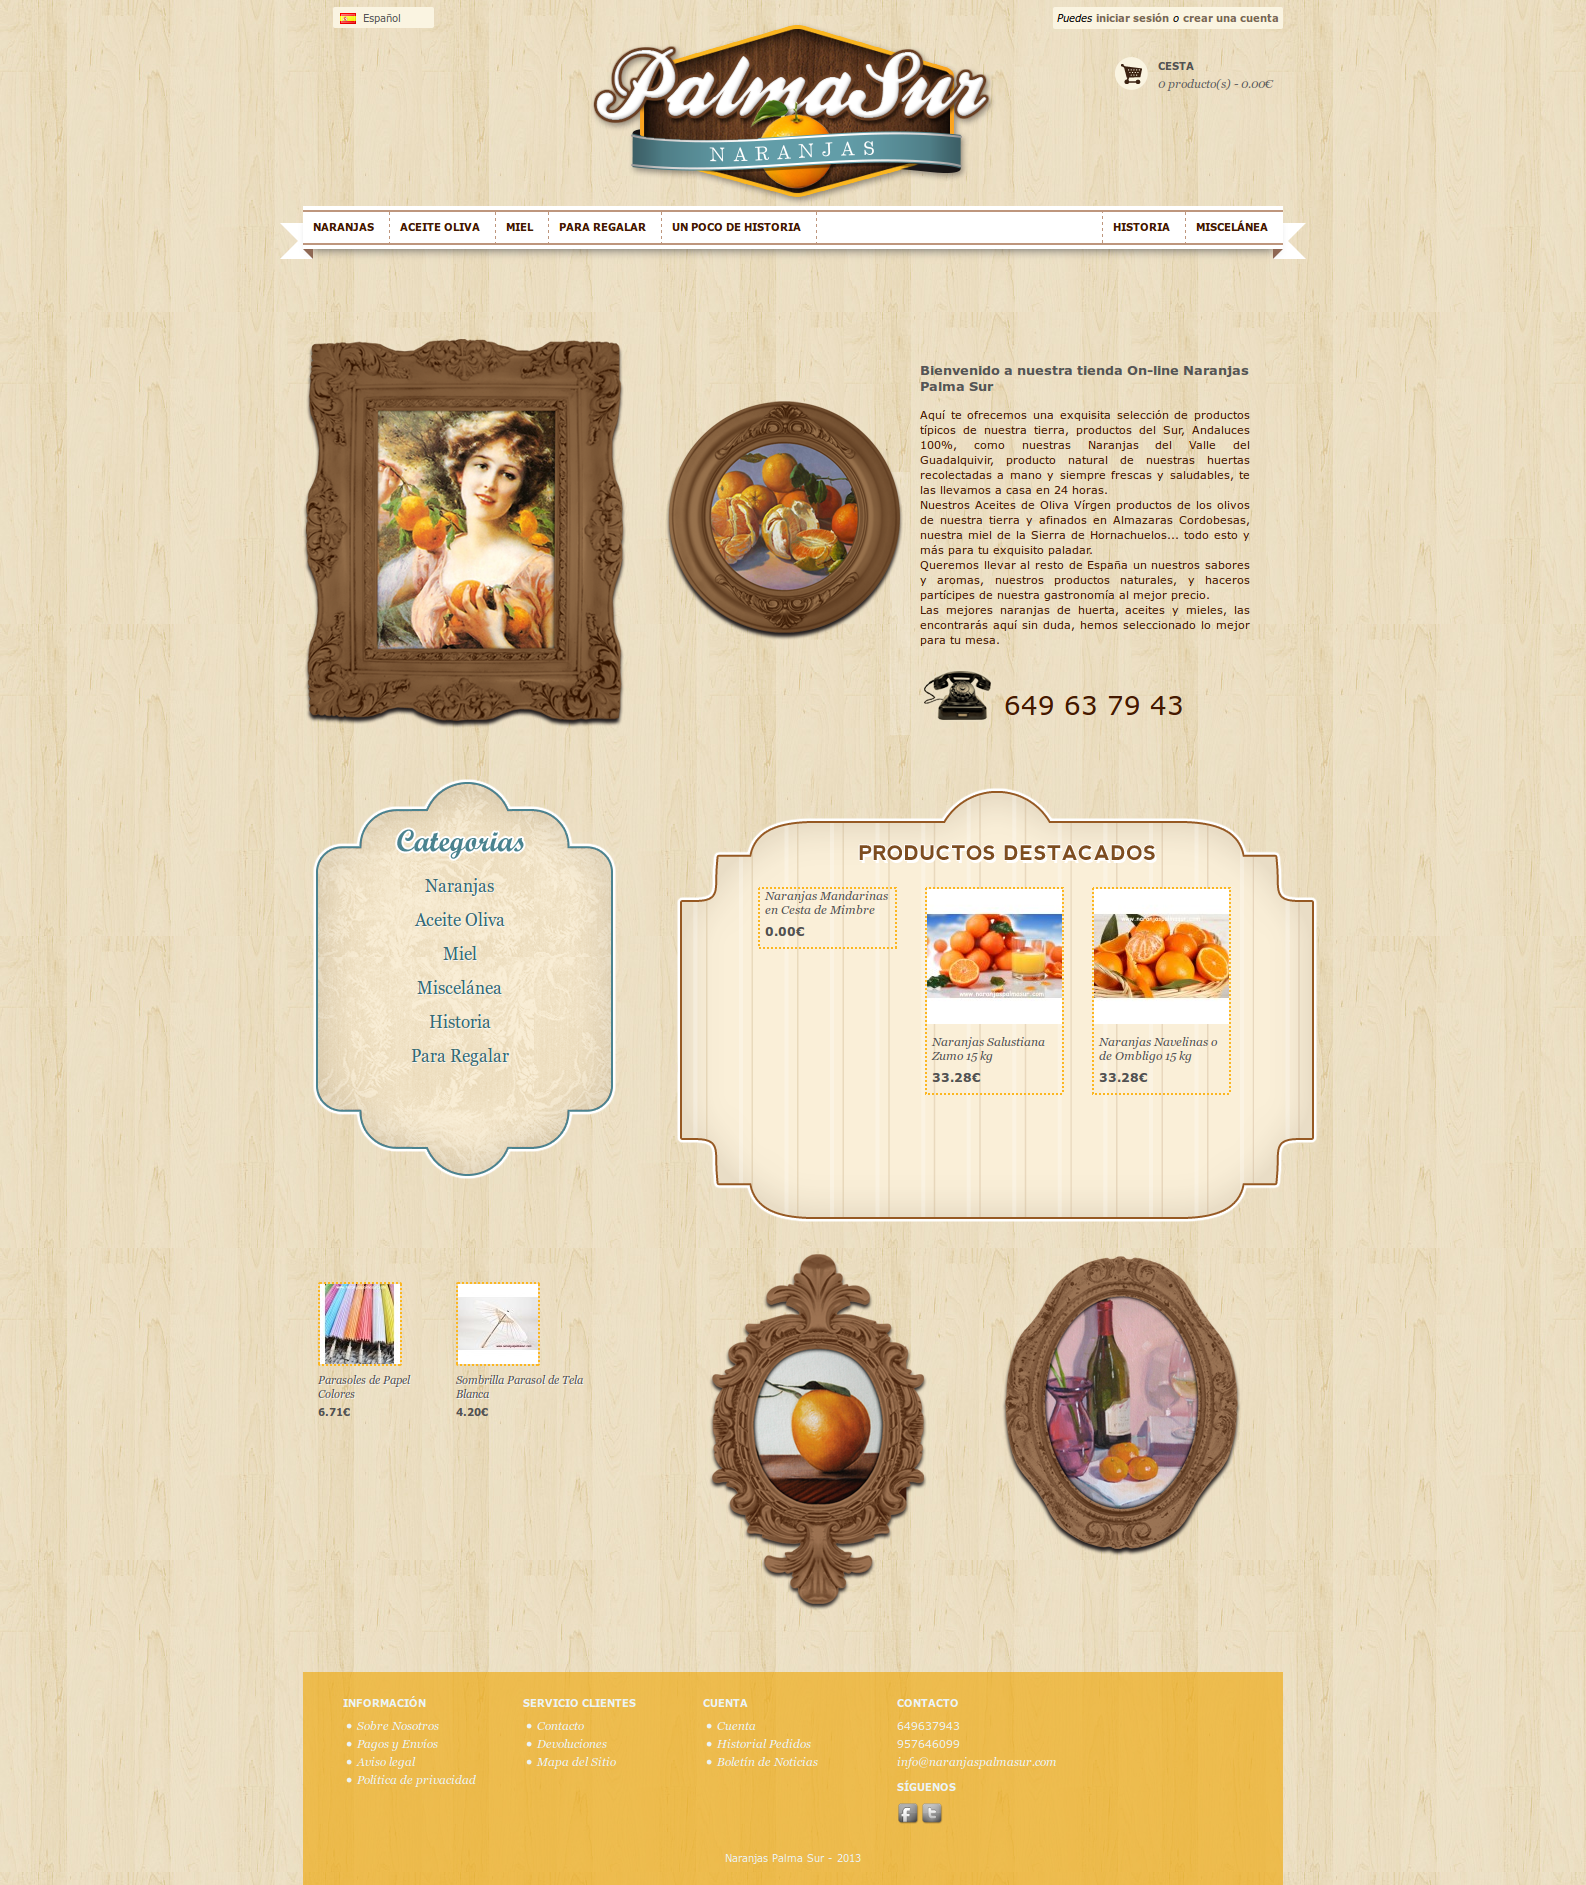 Español
Puedes iniciar sesión o crear una cuenta
PalmaSur
NARANJAS
CESTA
0 producto(s) - 0.00€
NARANJAS
ACEITE OLIVA
MIEL
PARA REGALAR
UN POCO DE HISTORIA
HISTORIA
MISCELÁNEA
Bienvenido a nuestra tienda On-line Naranjas
Palma Sur
Aquí te ofrecemos una exquisita selección de productos
típicos de nuestra tierra, productos del Sur, Andaluces
100%, como nuestras Naranjas del Valle del
Guadalquivir, producto natural de nuestras huertas
recolectadas a mano y siempre frescas y saludables, te
las llevamos a casa en 24 horas.
Nuestros Aceites de Oliva Vírgen productos de los olivos
de nuestra tierra y afinados en Almazaras Cordobesas,
nuestra miel de la Sierra de Hornachuelos... todo esto y
más para tu exquisito paladar.
Queremos llevar al resto de España un nuestros sabores
y aromas, nuestros productos naturales, y haceros
partícipes de nuestra gastronomía al mejor precio.
Las mejores naranjas de huerta, aceites y mieles, las
encontrarás aquí sin duda, hemos seleccionado lo mejor
para tu mesa.
649 63 79 43
Categorias
Naranjas
Aceite Oliva
Miel
Miscelánea
Historia
Para Regalar
PRODUCTOS DESTACADOS
Naranjas Mandarinas
en Cesta de Mimbre
0.00€
www.naranjaspalmasur.com
Naranjas Salustiana
Zumo 15 kg
33.28€
www.naranjaspalmasur.com
Naranjas Navelinas o
de Ombligo 15 kg
33.28€
Parasoles de Papel
Colores
6.71€
Sombrilla Parasol de Tela
Blanca
4.20€
INFORMACIÓN
Sobre Nosotros
Pagos y Envios
Aviso legal
Política de privacidad
SERVICIO CLIENTES
Contacto
Devoluciones
Mapa del Sitio
CUENTA
Cuenta
Historial Pedidos
Boletín de Noticias
CONTACTO
649637943
957646099
info@naranjaspalmasur.com
SÍGUENOS
Naranjas Palma Sur - 2013